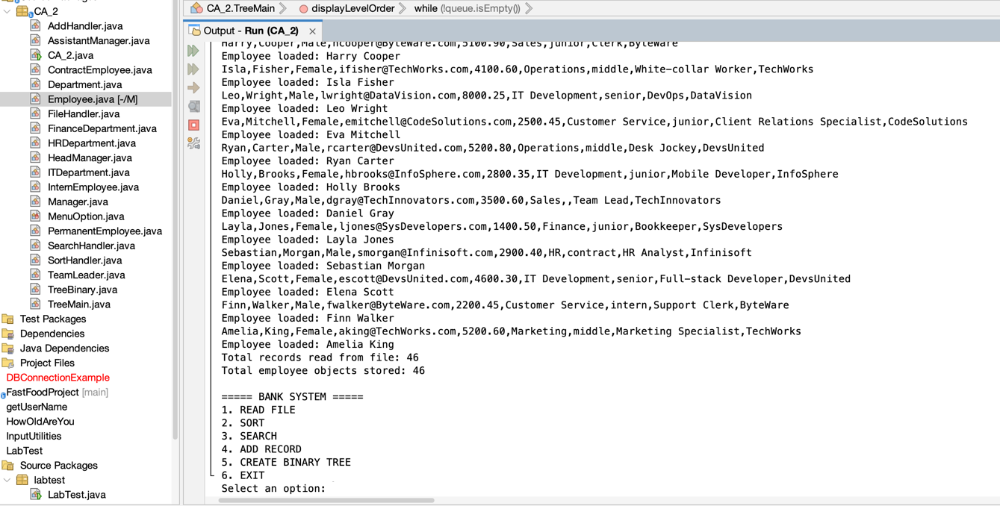 CA_2
AddHandler.java
AssistantManager.java
CA_2.java
ContractEmployee.java
Department.java
Employee.java [-/M]
FileHandler.java
FinanceDepartment.java
HRDepartment.java
HeadManager.java
ITDepartment.java
InternEmployee.java
Manager.java
MenuOption.java
PermanentEmployee.java
SearchHandler.java
SortHandler.java
TeamLeader.java
TreeBinary.java
TreeMain.java
Test Packages
Dependencies
Java Dependencies
Project Files
DBConnectionExample
FastFoodProject [main]
getUserName
HowOldAreYou
InputUtilities
LabTest
Source Packages
labtest
LabTest.java
CA_2.TreeMain
displayLevelOrder
while (!queue.isEmpty())
Output - Run (CA_2)
Harry,Cooper,Male,hcooper@ByteWare.com,5100.90,Sales,junior,Clerk,ByteWare
Employee loaded: Harry Cooper
Isla,Fisher,Female,ifisher@TechWorks.com,4100.60,Operations,middle,White-collar Worker,TechWorks
Employee loaded: Isla Fisher
Leo,Wright,Male,lwright@DataVision.com,8000.25,IT Development,senior,DevOps,DataVision
Employee loaded: Leo Wright
Eva,Mitchell,Female,emitchell@CodeSolutions.com,2500.45,Customer Service,junior,Client Relations Specialist,CodeSolutions
Employee loaded: Eva Mitchell
Ryan,Carter,Male,rcarter@DevsUnited.com,5200.80,Operations,middle,Desk Jockey,DevsUnited
Employee loaded: Ryan Carter
Holly,Brooks,Female,hbrooks@InfoSphere.com,2800.35,IT Development,junior,Mobile Developer,InfoSphere
Employee loaded: Holly Brooks
Daniel,Gray,Male,dgray@TechInnovators.com,3500.60,Sales,,Team Lead,TechInnovators
Employee loaded: Daniel Gray
Layla,Jones,Female,ljones@SysDevelopers.com,1400.50,Finance,junior,Bookkeeper,SysDevelopers
Employee loaded: Layla Jones
Sebastian,Morgan,Male,smorgan@Infinisoft.com,2900.40,HR,contract,HR Analyst,Infinisoft
Employee loaded: Sebastian Morgan
Elena,Scott,Female,escott@DevsUnited.com,4600.30,IT Development,senior,Full-stack Developer,DevsUnited
Employee loaded: Elena Scott
Finn,Walker,Male,fwalker@ByteWare.com,2200.45,Customer Service,intern,Support Clerk,ByteWare
Employee loaded: Finn Walker
Amelia,King,Female,aking@TechWorks.com,5200.60,Marketing,middle,Marketing Specialist,TechWorks
Employee loaded: Amelia King
Total records read from file: 46
Total employee objects stored: 46
===== BANK SYSTEM =====
1. READ FILE
2. SORT
3. SEARCH
4. ADD RECORD
5. CREATE BINARY TREE
6. EXIT
Select an option: